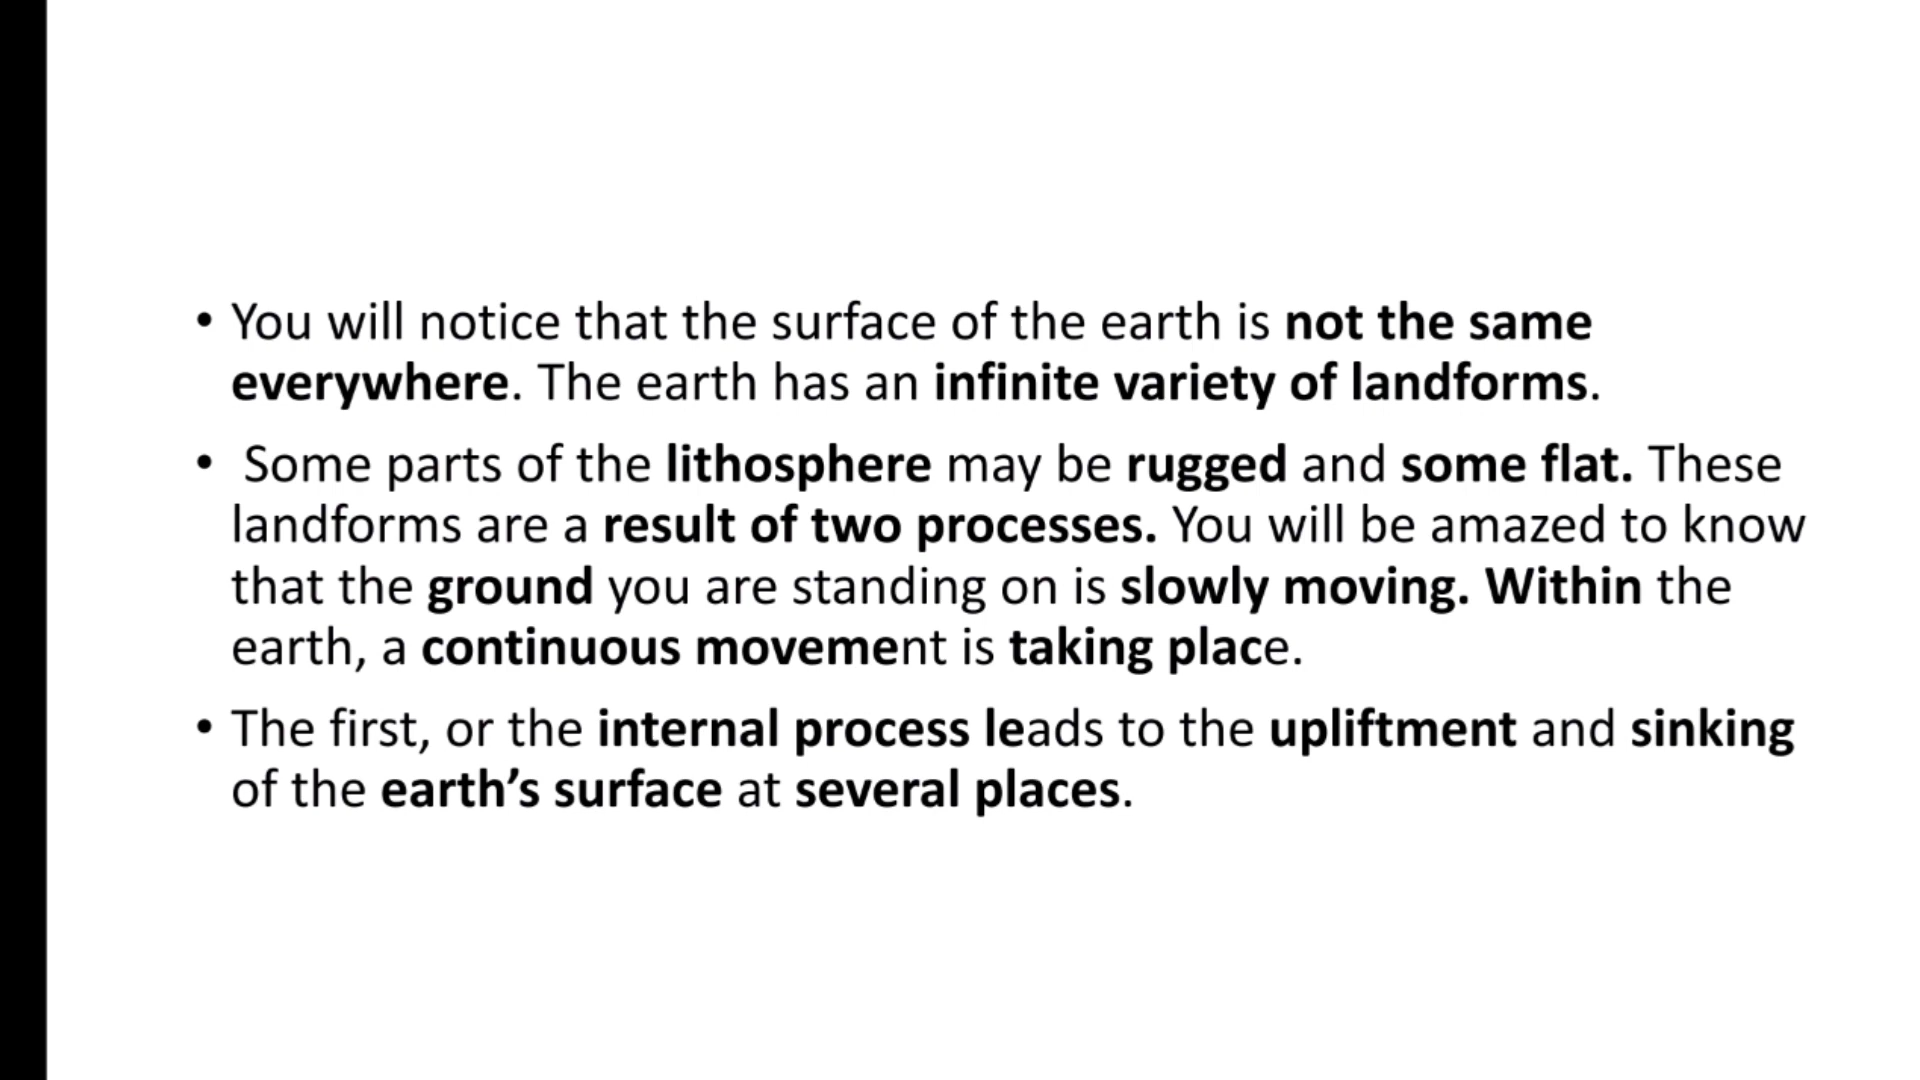 • You will notice that the surface of the earth is not the same
everywhere. The earth has an infinite variety of landforms.
• Some parts of the lithosphere may be rugged and some flat. These
landforms are a result of two processes. You will be amazed to know
that the ground you are standing on is slowly moving. Within the
earth, a continuous movement is taking place.
• The first, or the internal process leads to the upliftment and sinking
of the earth’s surface at several places.